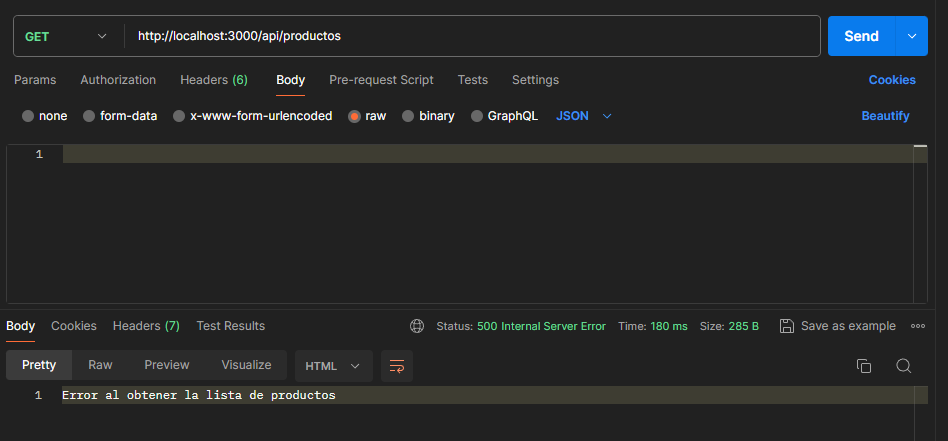 GET http://localhost:3000/api/productos Send
Params Authorization Headers (6) Body Pre-request Script Tests Settings Cookies
none form-data x-www-form-urlencoded raw binary GraphQL JSON Beautify
1
Body Cookies Headers (7) Test Results Status: 500 Internal Server Error Time: 180 ms Size: 285 B Save as example
Pretty Raw Preview Visualize HTML
1 Error al obtener la lista de productos